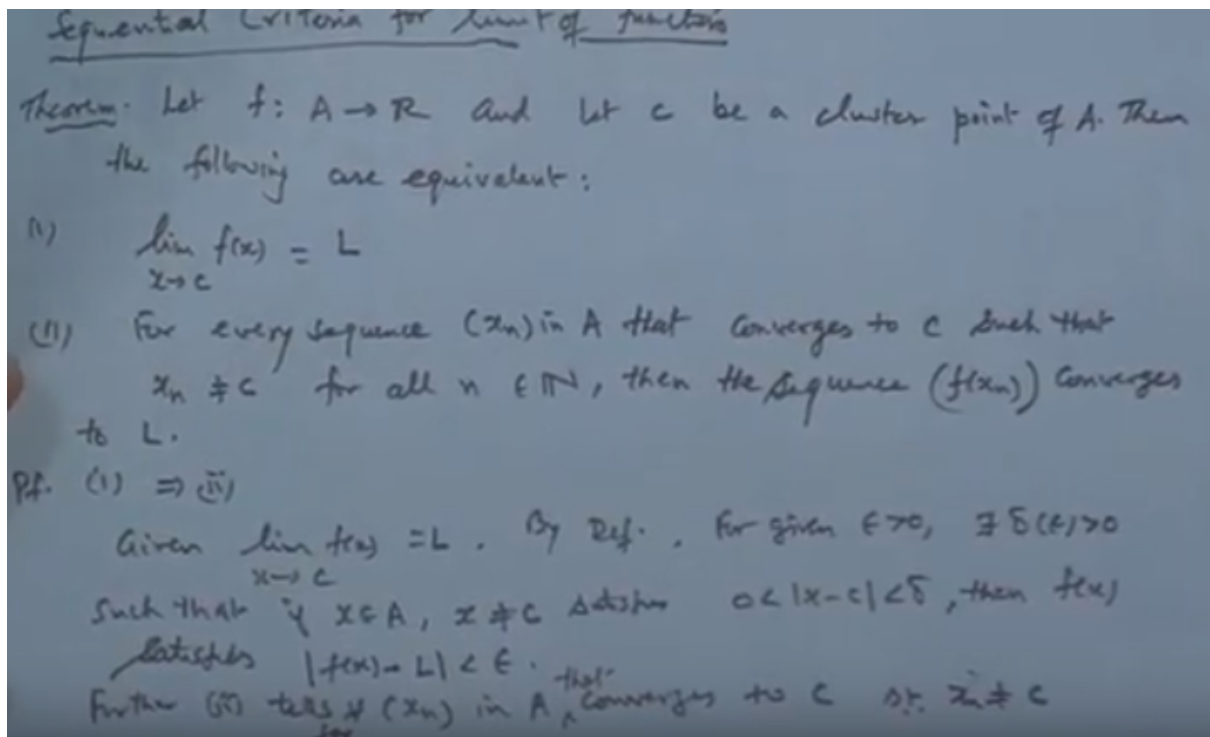 Sequential Criteria for limit of functions
Theorem. Let f: A → R and let c be a cluster point of A. Then
the following are equivalent:
(i) lim f(x) = L
x→c
(ii) For every sequence (xn) in A that converges to c such that
xn ≠ c for all n ∈ IN, then the sequence (f(xn)) converges
to L.
Pf. (i) ⇒ (ii)
Given lim f(x) = L. By Def., For given ∈>0, ∃ δ(∈)>0
x→c
such that if x∈A, x≠c satisfies 0<|x-c|<δ, then f(x)
satisfies |f(x)-L|<∈.
Further (ii) tells (xn) in A that converges to c s.t. xn≠c
for